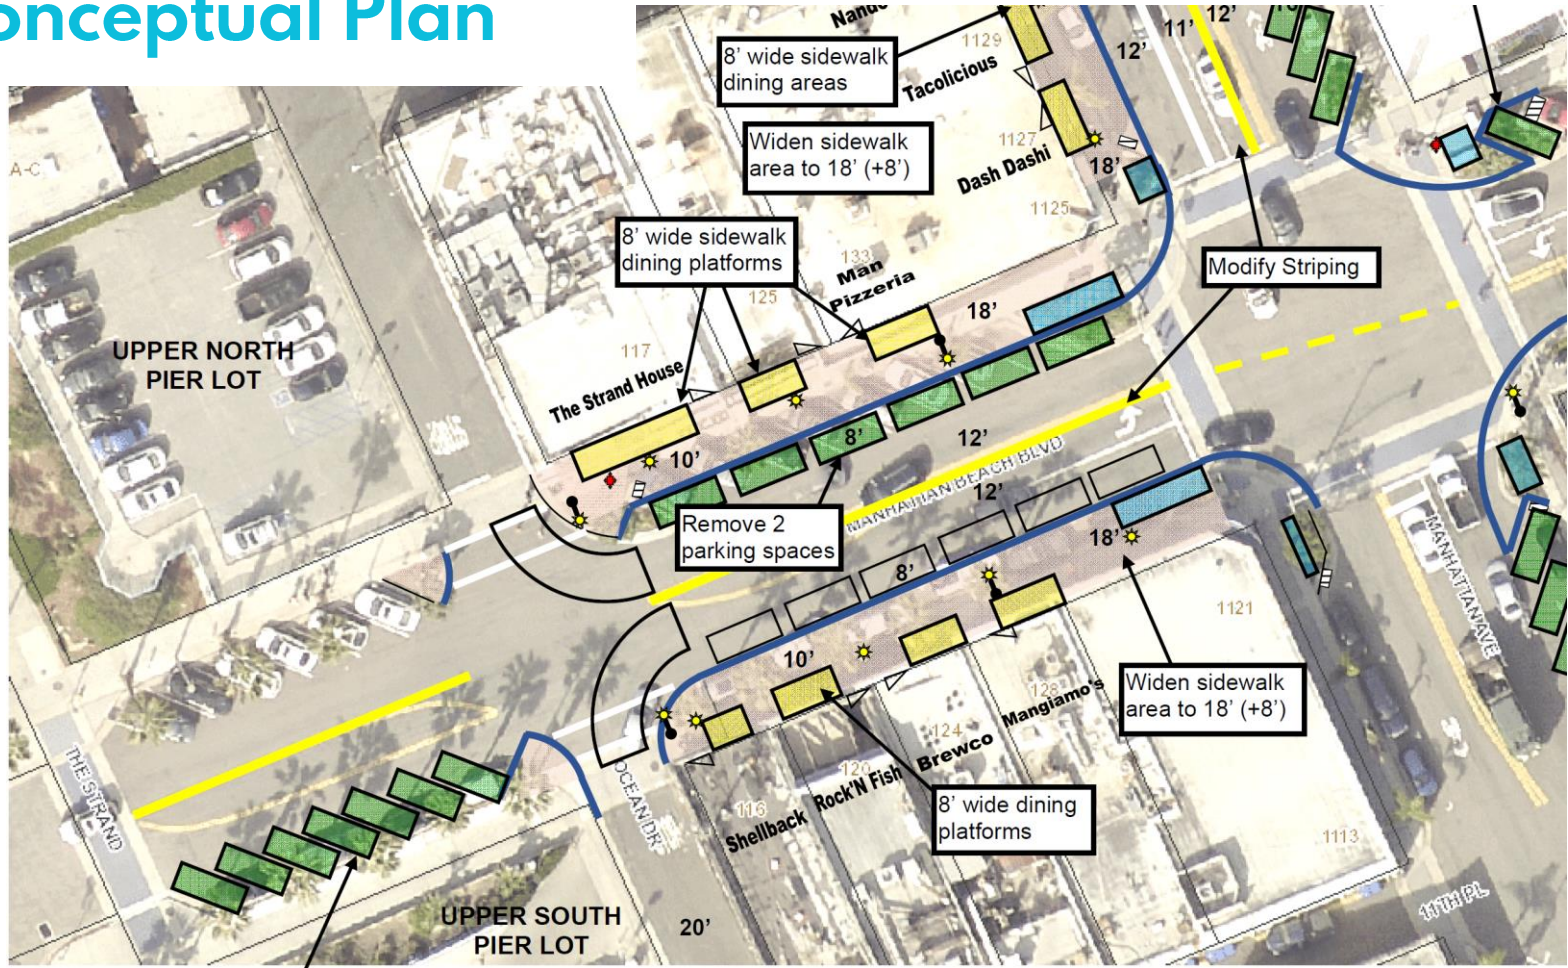 onceptual Plan
8’ wide sidewalk
dining areas
1129
Tacolicious
12’
11’
12’
Widen sidewalk
area to 18’ (+8’)
1127
Dash Dashi
18’
1125
A-C
8’ wide sidewalk
dining platforms
133
Man
Pizzeria
125
18’
Modify Striping
UPPER NORTH
PIER LOT
117
The Strand House
10’
8’
12’
MANHATTAN BEACH BLVD
12’
Remove 2
parking spaces
18’
8’
MANHATTAN AVE
1121
10’
Widen sidewalk
area to 18’ (+8’)
128
Mangiamo's
124
Brewco
120
Rock'N Fish
116
Shellback
8’ wide dining
platforms
THE STRAND
OCEAN DR
1113
11TH PL
UPPER SOUTH
PIER LOT
20’